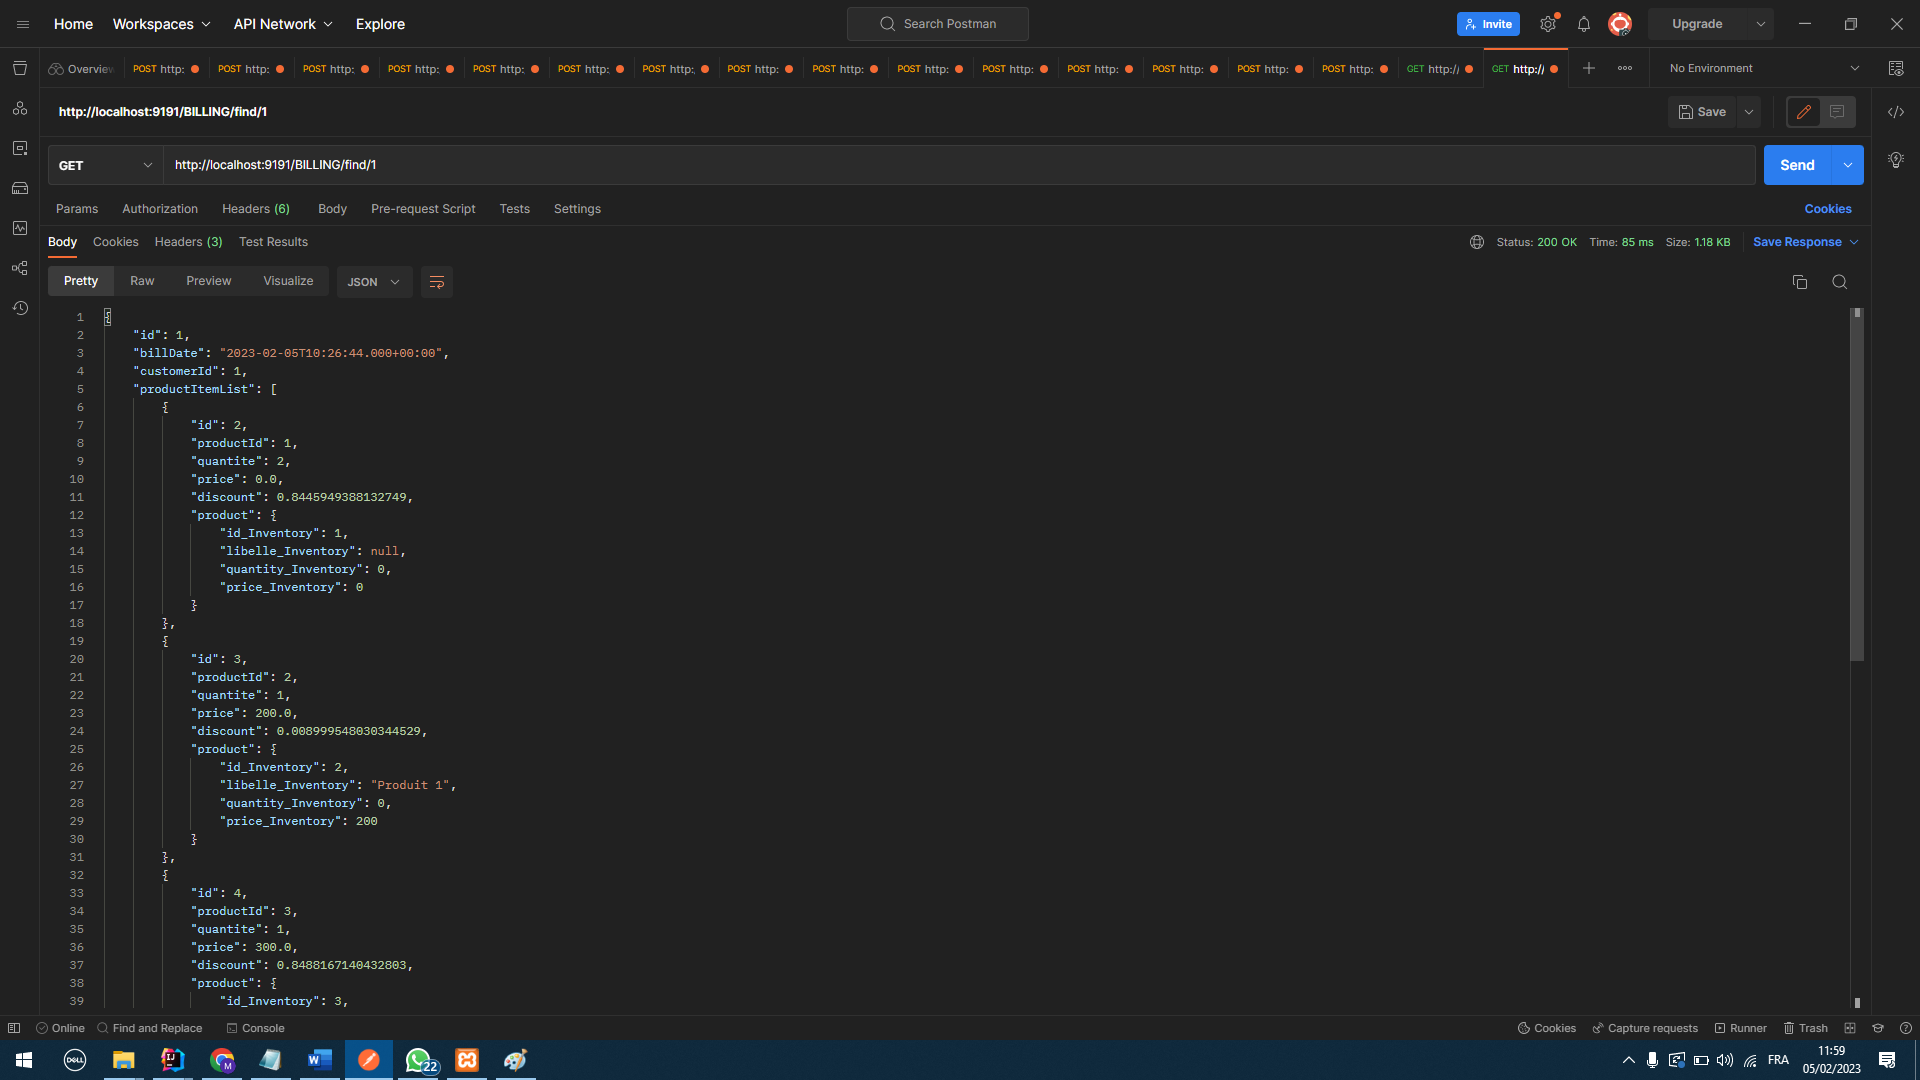 Home Workspaces API Network Explore Search Postman Invite Upgrade
Overview POST http: POST http: POST http: POST http: POST http: POST http: POST http: POST http: POST http: POST http: POST http: POST http: POST http: POST http: POST http: GET http:/ GET http:// No Environment
http://localhost:9191/BILLING/find/1 Save
GET http://localhost:9191/BILLING/find/1 Send
Params Authorization Headers (6) Body Pre-request Script Tests Settings Cookies
Body Cookies Headers (3) Test Results Status: 200 OK Time: 85 ms Size: 1.18 KB Save Response
Pretty Raw Preview Visualize JSON
1 {
2 "id": 1,
3 "billDate": "2023-02-05T10:26:44.000+00:00",
4 "customerId": 1,
5 "productItemList": [
6 {
7 "id": 2,
8 "productId": 1,
9 "quantite": 2,
10 "price": 0.0,
11 "discount": 0.8445949388132749,
12 "product": {
13 "id_Inventory": 1,
14 "libelle_Inventory": null,
15 "quantity_Inventory": 0,
16 "price_Inventory": 0
17 }
18 },
19 {
20 "id": 3,
21 "productId": 2,
22 "quantite": 1,
23 "price": 200.0,
24 "discount": 0.008999548030344529,
25 "product": {
26 "id_Inventory": 2,
27 "libelle_Inventory": "Produit 1",
28 "quantity_Inventory": 0,
29 "price_Inventory": 200
30 }
31 },
32 {
33 "id": 4,
34 "productId": 3,
35 "quantite": 1,
36 "price": 300.0,
37 "discount": 0.8488167140432803,
38 "product": {
39 "id_Inventory": 3,
Online Find and Replace Console Cookies Capture requests Runner Trash
DELL IJ M W 22 FRA 11:59
05/02/2023